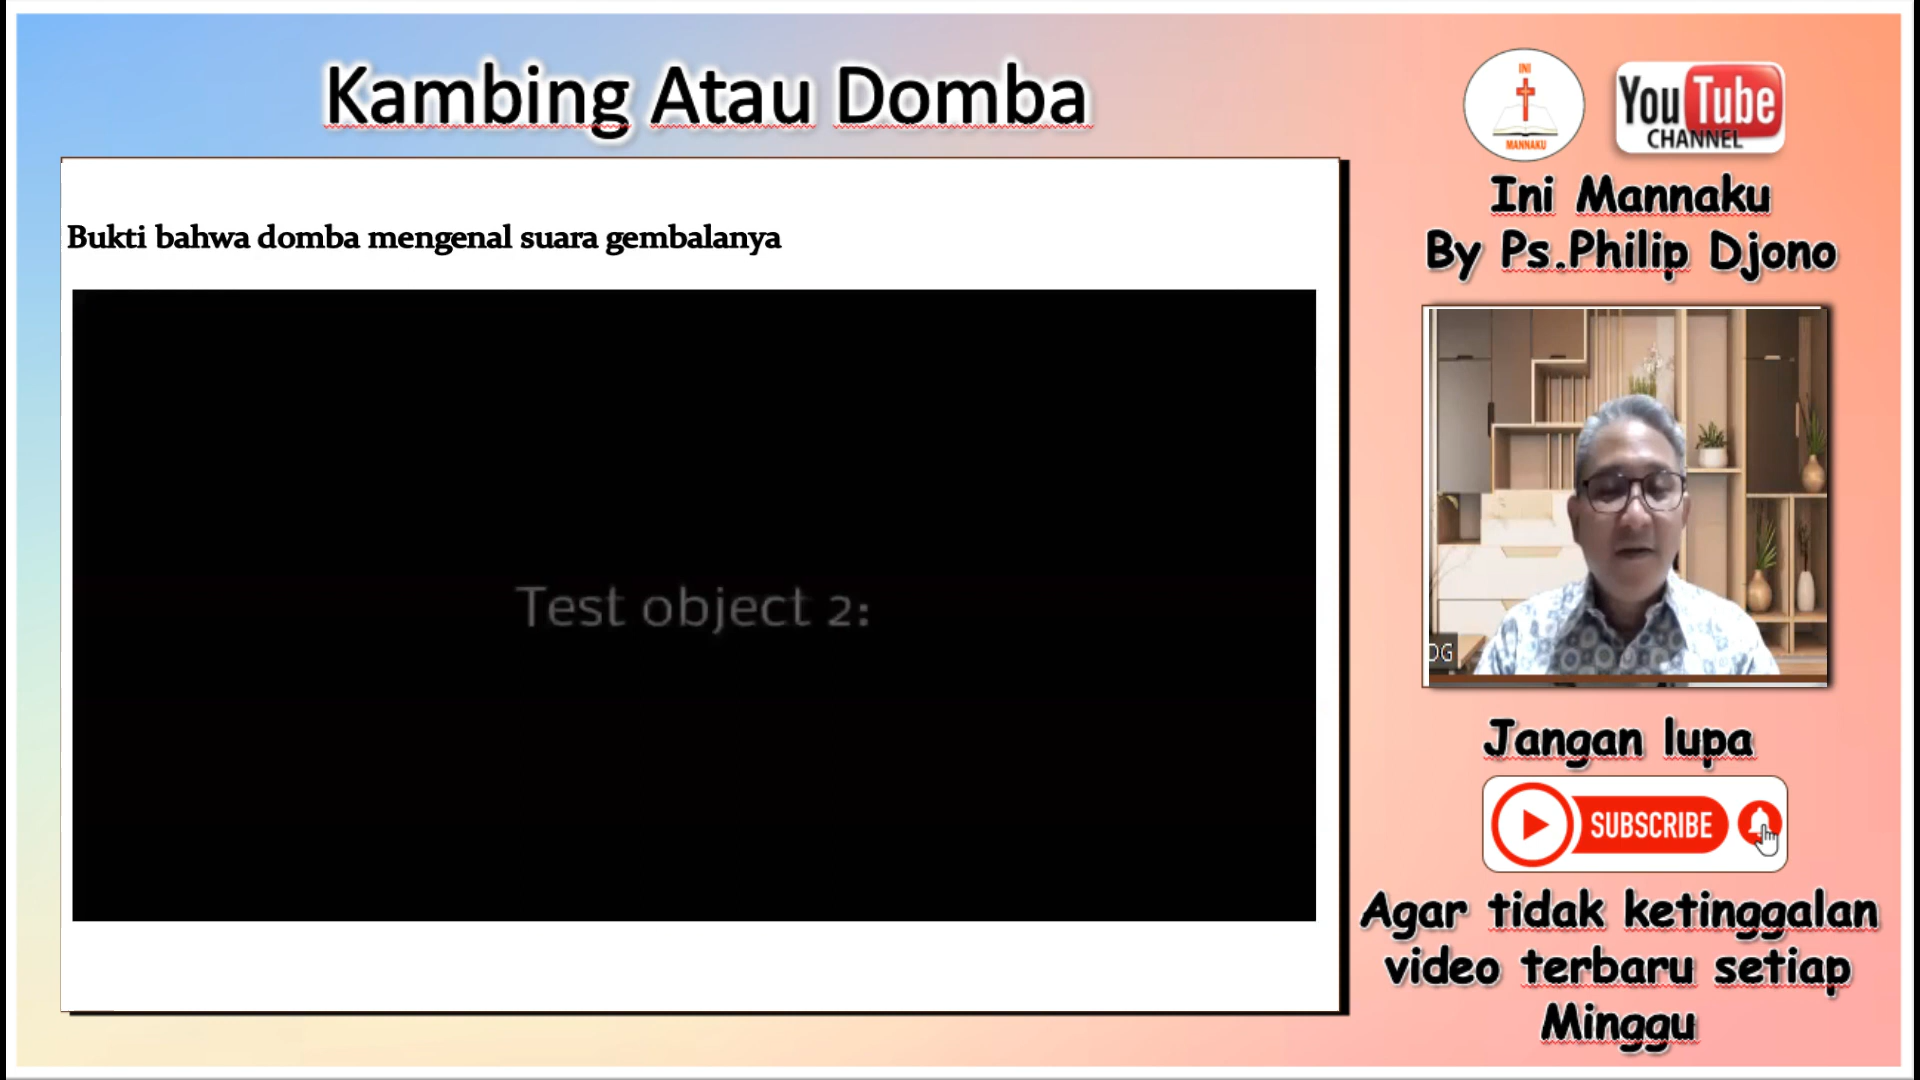 Kambing Atau Domba
Bukti bahwa domba mengenal suara gembalanya
Test object 2:
INI
MANNAKU
YouTube
CHANNEL
Ini Mannaku
By Ps.Philip Djono
DG
Jangan lupa
SUBSCRIBE
Agar tidak ketinggalan
video terbaru setiap
Minggu